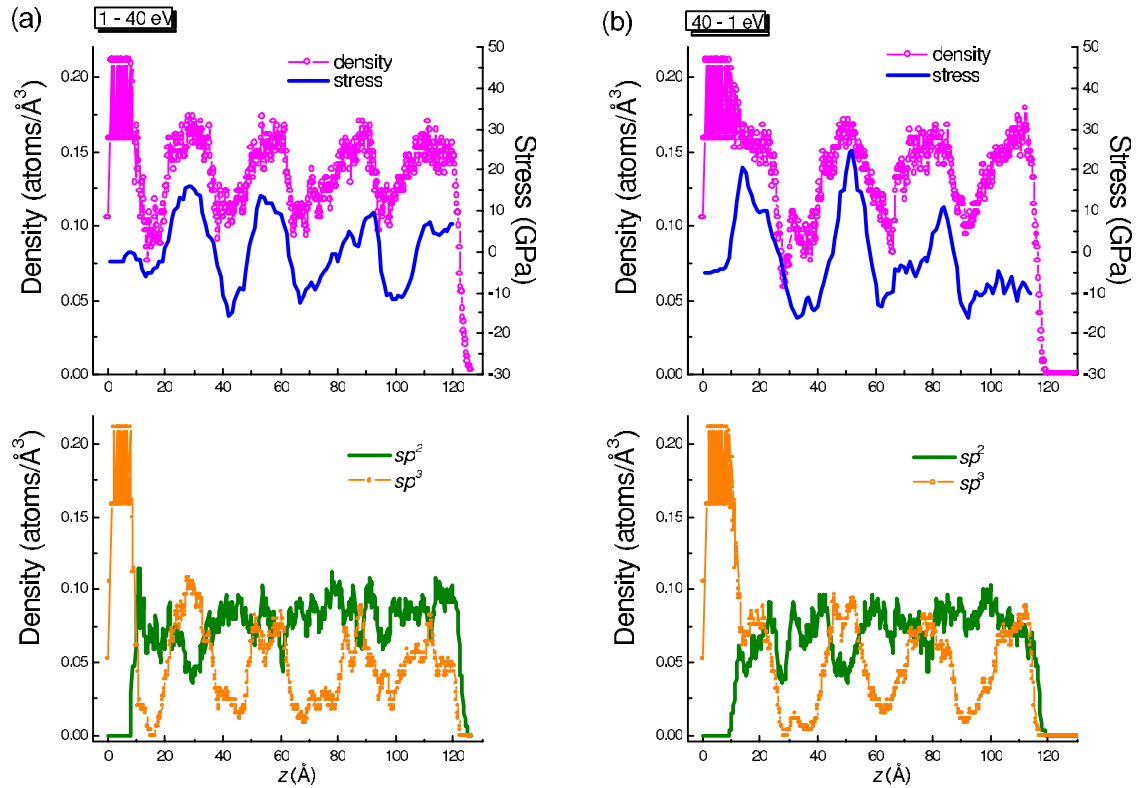 (a)
1 - 40 eV
density
stress
Density (atoms/Å³)
Stress (GPa)
0.20
0.15
0.10
0.05
0.00
50
40
30
20
10
0
-10
-20
-30
0 20 40 60 80 100 120
sp²
sp³
Density (atoms/Å³)
0.20
0.15
0.10
0.05
0.00
0 20 40 60 80 100 120
z (Å)
(b)
40 - 1 eV
density
stress
Density (atoms/Å³)
Stress (GPa)
0.20
0.15
0.10
0.05
0.00
50
40
30
20
10
0
-10
-20
-30
0 20 40 60 80 100 120
sp²
sp³
Density (atoms/Å³)
0.20
0.15
0.10
0.05
0.00
0 20 40 60 80 100 120
z (Å)